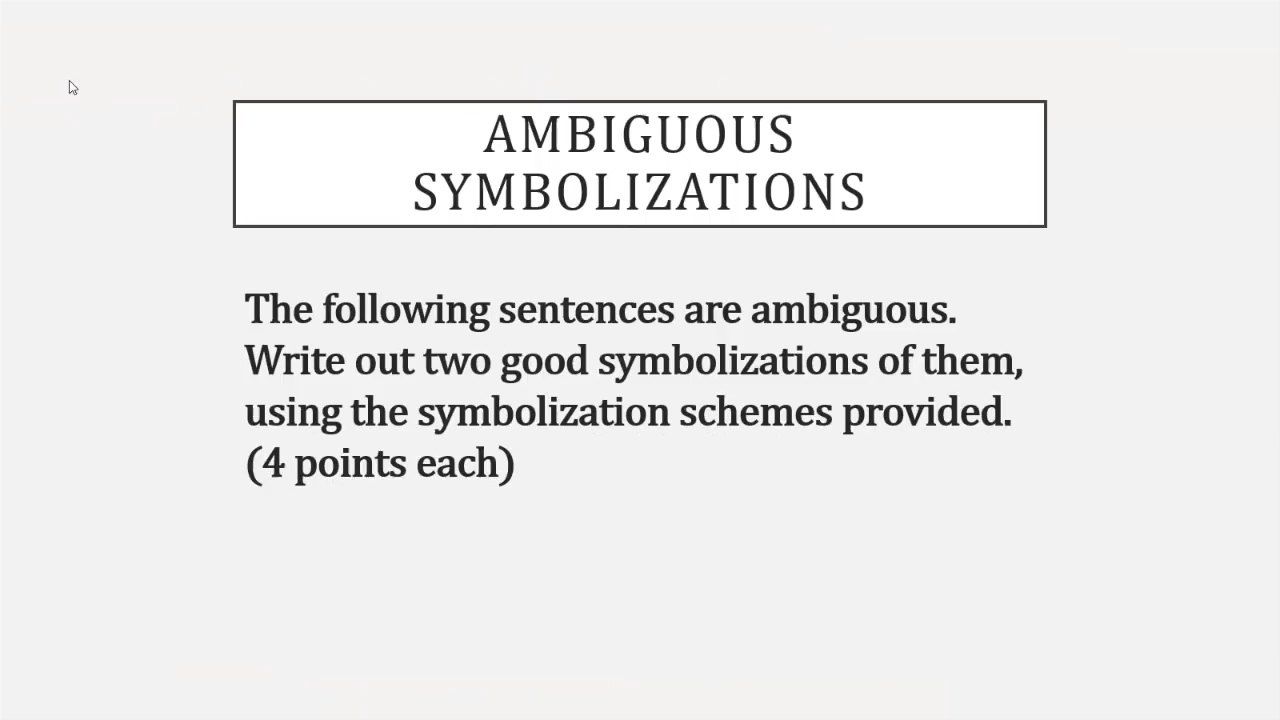 AMBIGUOUS
SYMBOLIZATIONS
The following sentences are ambiguous.
Write out two good symbolizations of them,
using the symbolization schemes provided.
(4 points each)